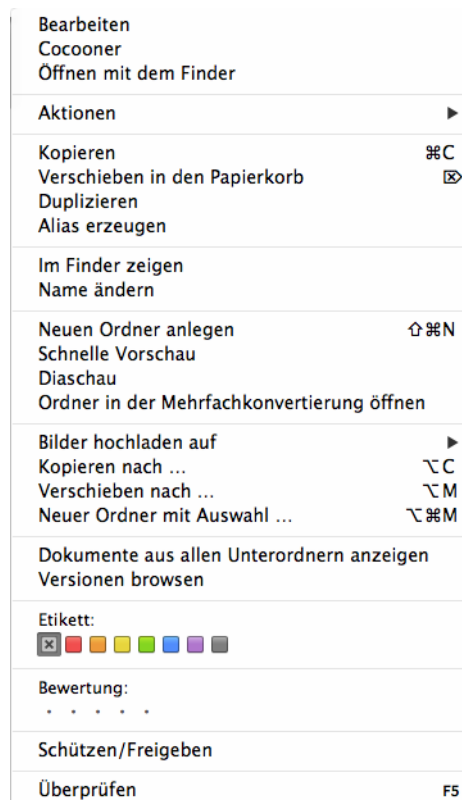 Bearbeiten
Cocooner
Öffnen mit dem Finder
Aktionen ▶
Kopieren ⌘C
Verschieben in den Papierkorb ⌦
Duplizieren
Alias erzeugen
Im Finder zeigen
Name ändern
Neuen Ordner anlegen ⇧⌘N
Schnelle Vorschau
Diaschau
Ordner in der Mehrfachkonvertierung öffnen
Bilder hochladen auf ▶
Kopieren nach ... ⌥C
Verschieben nach ... ⌥M
Neuer Ordner mit Auswahl ... ⌥⌘M
Dokumente aus allen Unterordnern anzeigen
Versionen browsen
Etikett:
Bewertung:
Schützen/Freigeben
Überprüfen F5